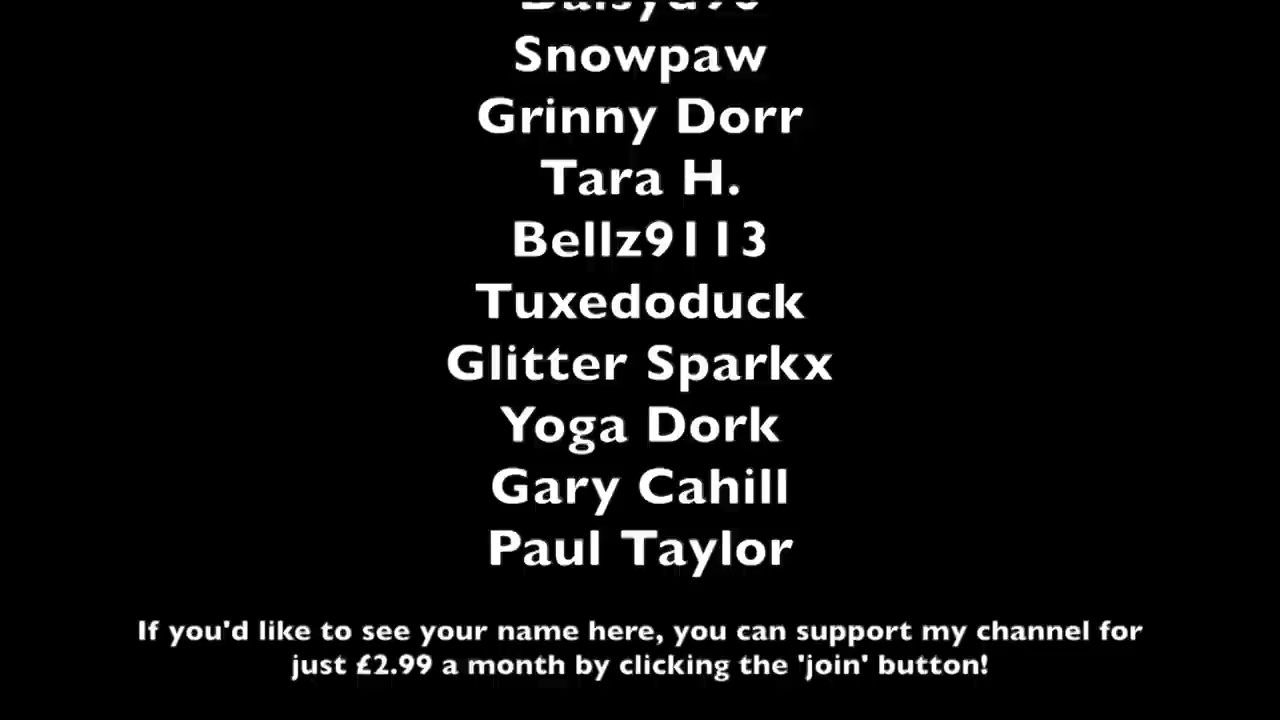 Snowpaw
Grinny Dorr
Tara H.
Bellz9113
Tuxedoduck
Glitter Sparkx
Yoga Dork
Gary Cahill
Paul Taylor
If you'd like to see your name here, you can support my channel for
just £2.99 a month by clicking the 'join' button!